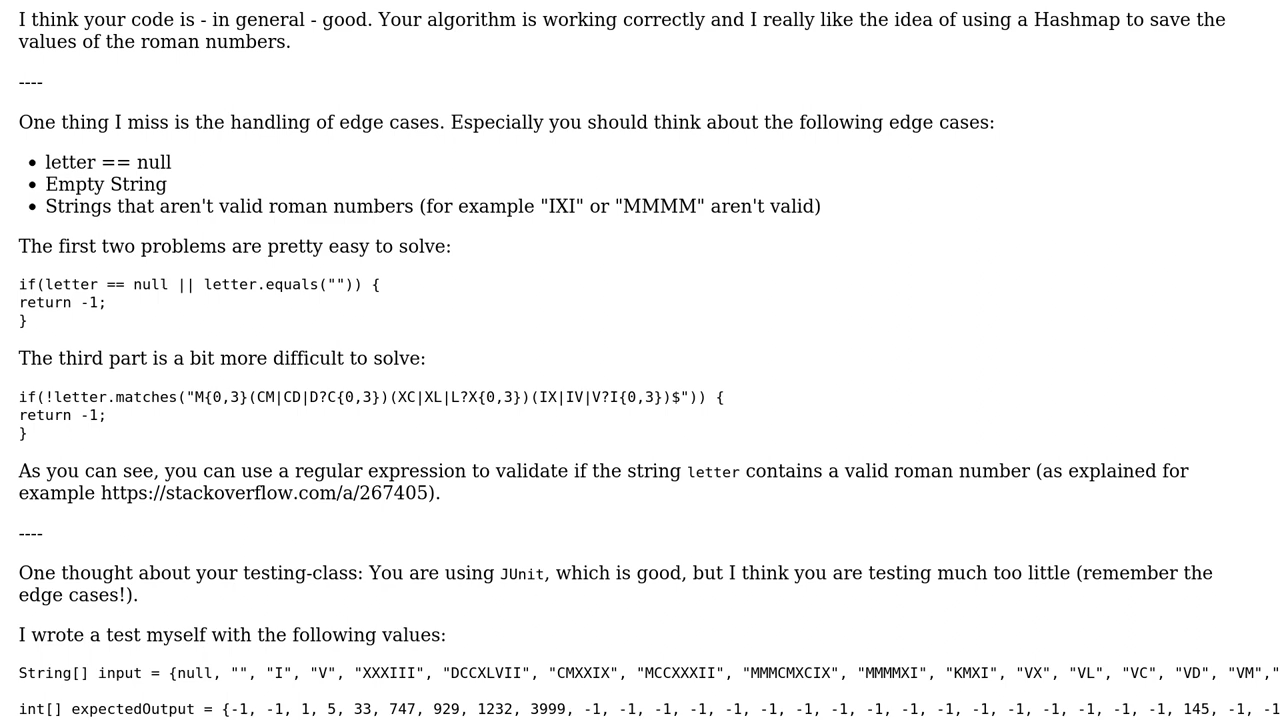 I think your code is - in general - good. Your algorithm is working correctly and I really like the idea of using a Hashmap to save the
values of the roman numbers.
----
One thing I miss is the handling of edge cases. Especially you should think about the following edge cases:
• letter == null
• Empty String
• Strings that aren't valid roman numbers (for example "IXI" or "MMMM" aren't valid)
The first two problems are pretty easy to solve:
if(letter == null || letter.equals("")) {
return -1;
}
The third part is a bit more difficult to solve:
if(!letter.matches("M{0,3}(CM|CD|D?C{0,3})(XC|XL|L?X{0,3})(IX|IV|V?I{0,3})$")) {
return -1;
}
As you can see, you can use a regular expression to validate if the string letter contains a valid roman number (as explained for
example https://stackoverflow.com/a/267405).
----
One thought about your testing-class: You are using JUnit, which is good, but I think you are testing much too little (remember the
edge cases!).
I wrote a test myself with the following values:
String[] input = {null, "", "I", "V", "XXXIII", "DCCXLVII", "CMXXIX", "MCCXXXII", "MMMCMXCIX", "MMMMXI", "KMXI", "VX", "VL", "VC", "VD", "VM","
int[] expectedOutput = {-1, -1, 1, 5, 33, 747, 929, 1232, 3999, -1, -1, -1, -1, -1, -1, -1, -1, -1, -1, -1, -1, -1, -1, -1, -1, -1, 145, -1, -1